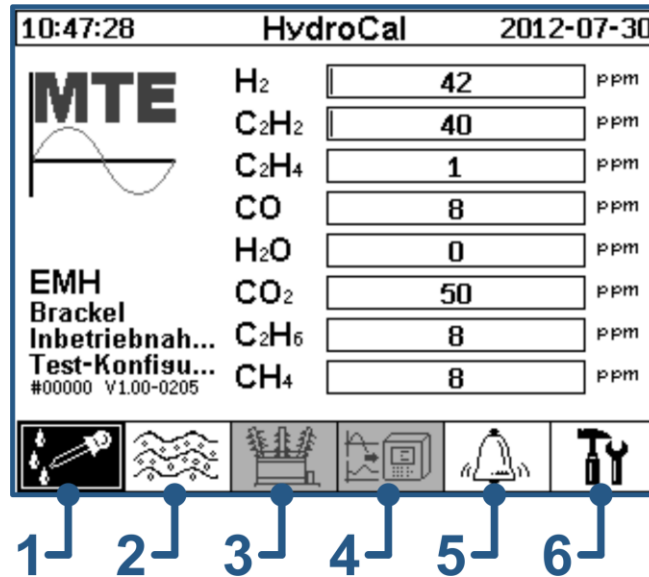 10:47:28 HydroCal 2012-07-30
MTE
H₂ 42 ppm
C₂H₂ 40 ppm
C₂H₄ 1 ppm
CO 8 ppm
H₂O 0 ppm
CO₂ 50 ppm
C₂H₆ 8 ppm
CH₄ 8 ppm
EMH
Brackel
Inbetriebnah...
Test-Konfigu...
#00000 V1.00-0205
1 2 3 4 5 6